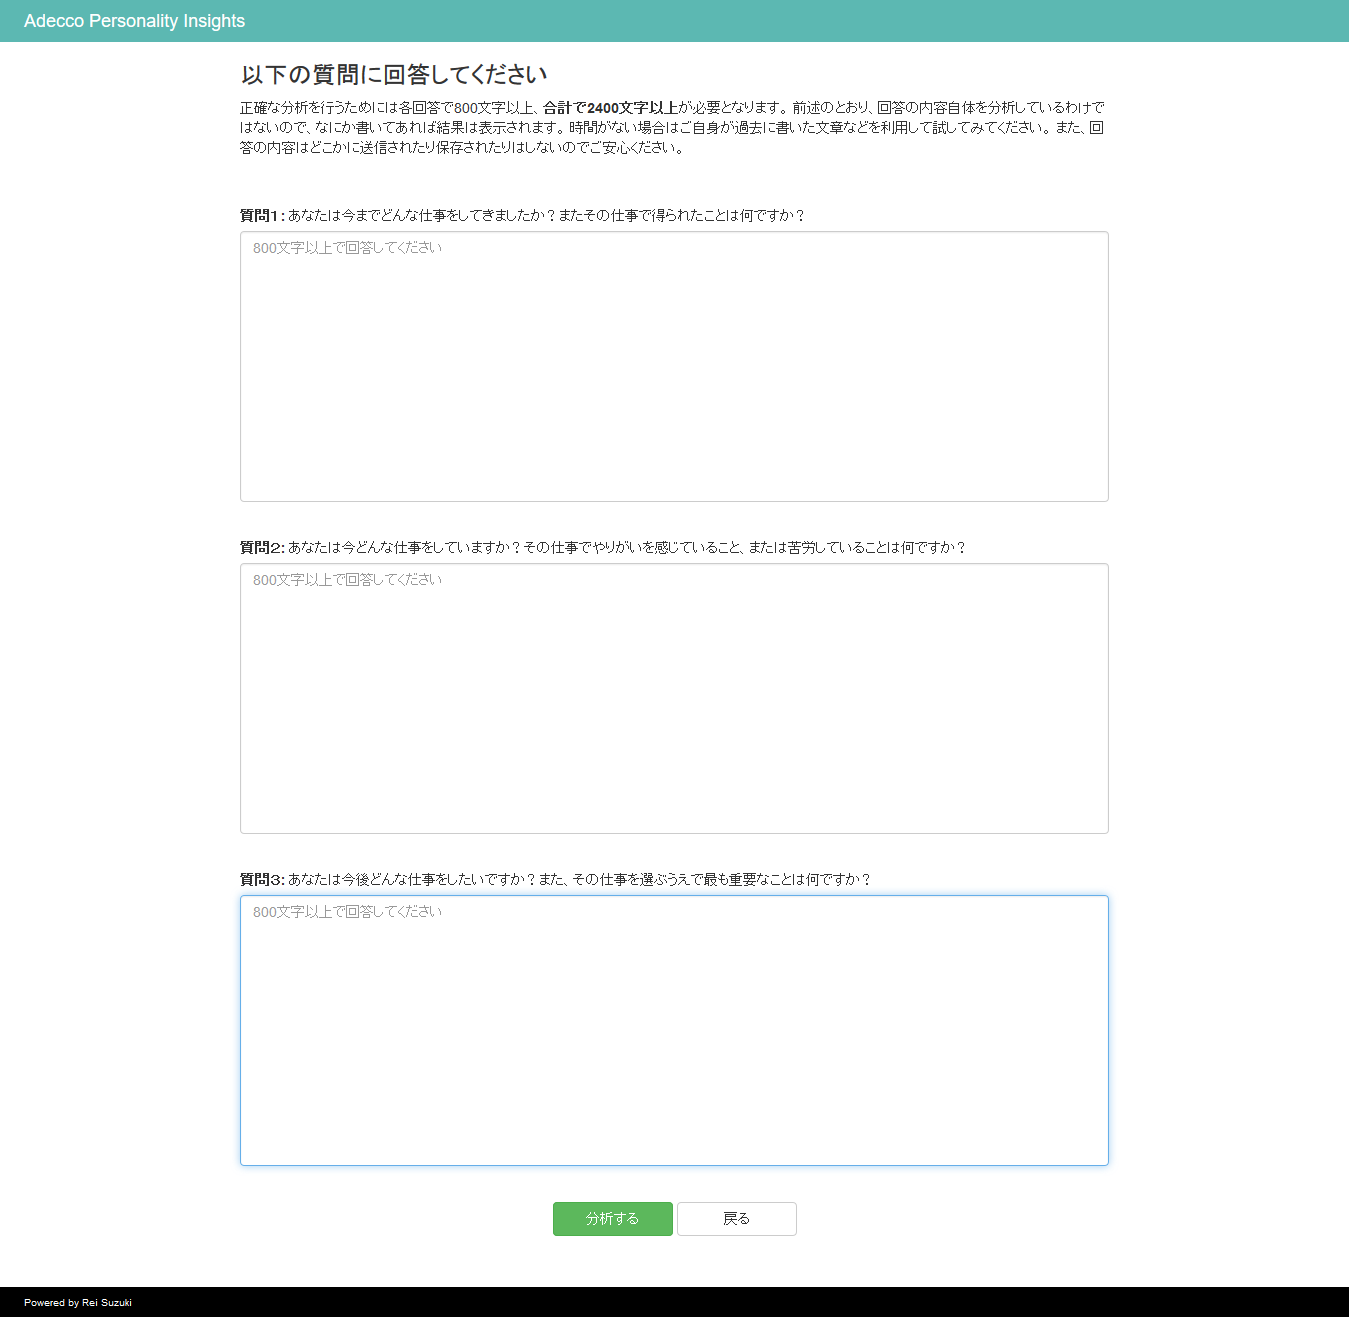 Adecco Personality Insights
以下の質問に回答してください
正確な分析を行うためには各回答で800文字以上、合計で2400文字以上が必要となります。前述のとおり、回答の内容自体を分析しているわけで
はないので、なにか書いてあれば結果は表示されます。時間がない場合はご自身が過去に書いた文章などを利用して試してみてください。また、回
答の内容はどこかに送信されたり保存されたりはしないのでご安心ください。
質問1:あなたは今までどんな仕事をしてきましたか？またその仕事で得られたことは何ですか？
800文字以上で回答してください
質問2:あなたは今どんな仕事をしていますか？その仕事でやりがいを感じていること、または苦労していることは何ですか？
800文字以上で回答してください
質問3:あなたは今後どんな仕事をしたいですか？また、その仕事を選ぶうえで最も重要なことは何ですか？
800文字以上で回答してください
分析する 戻る
Powered by Rei Suzuki